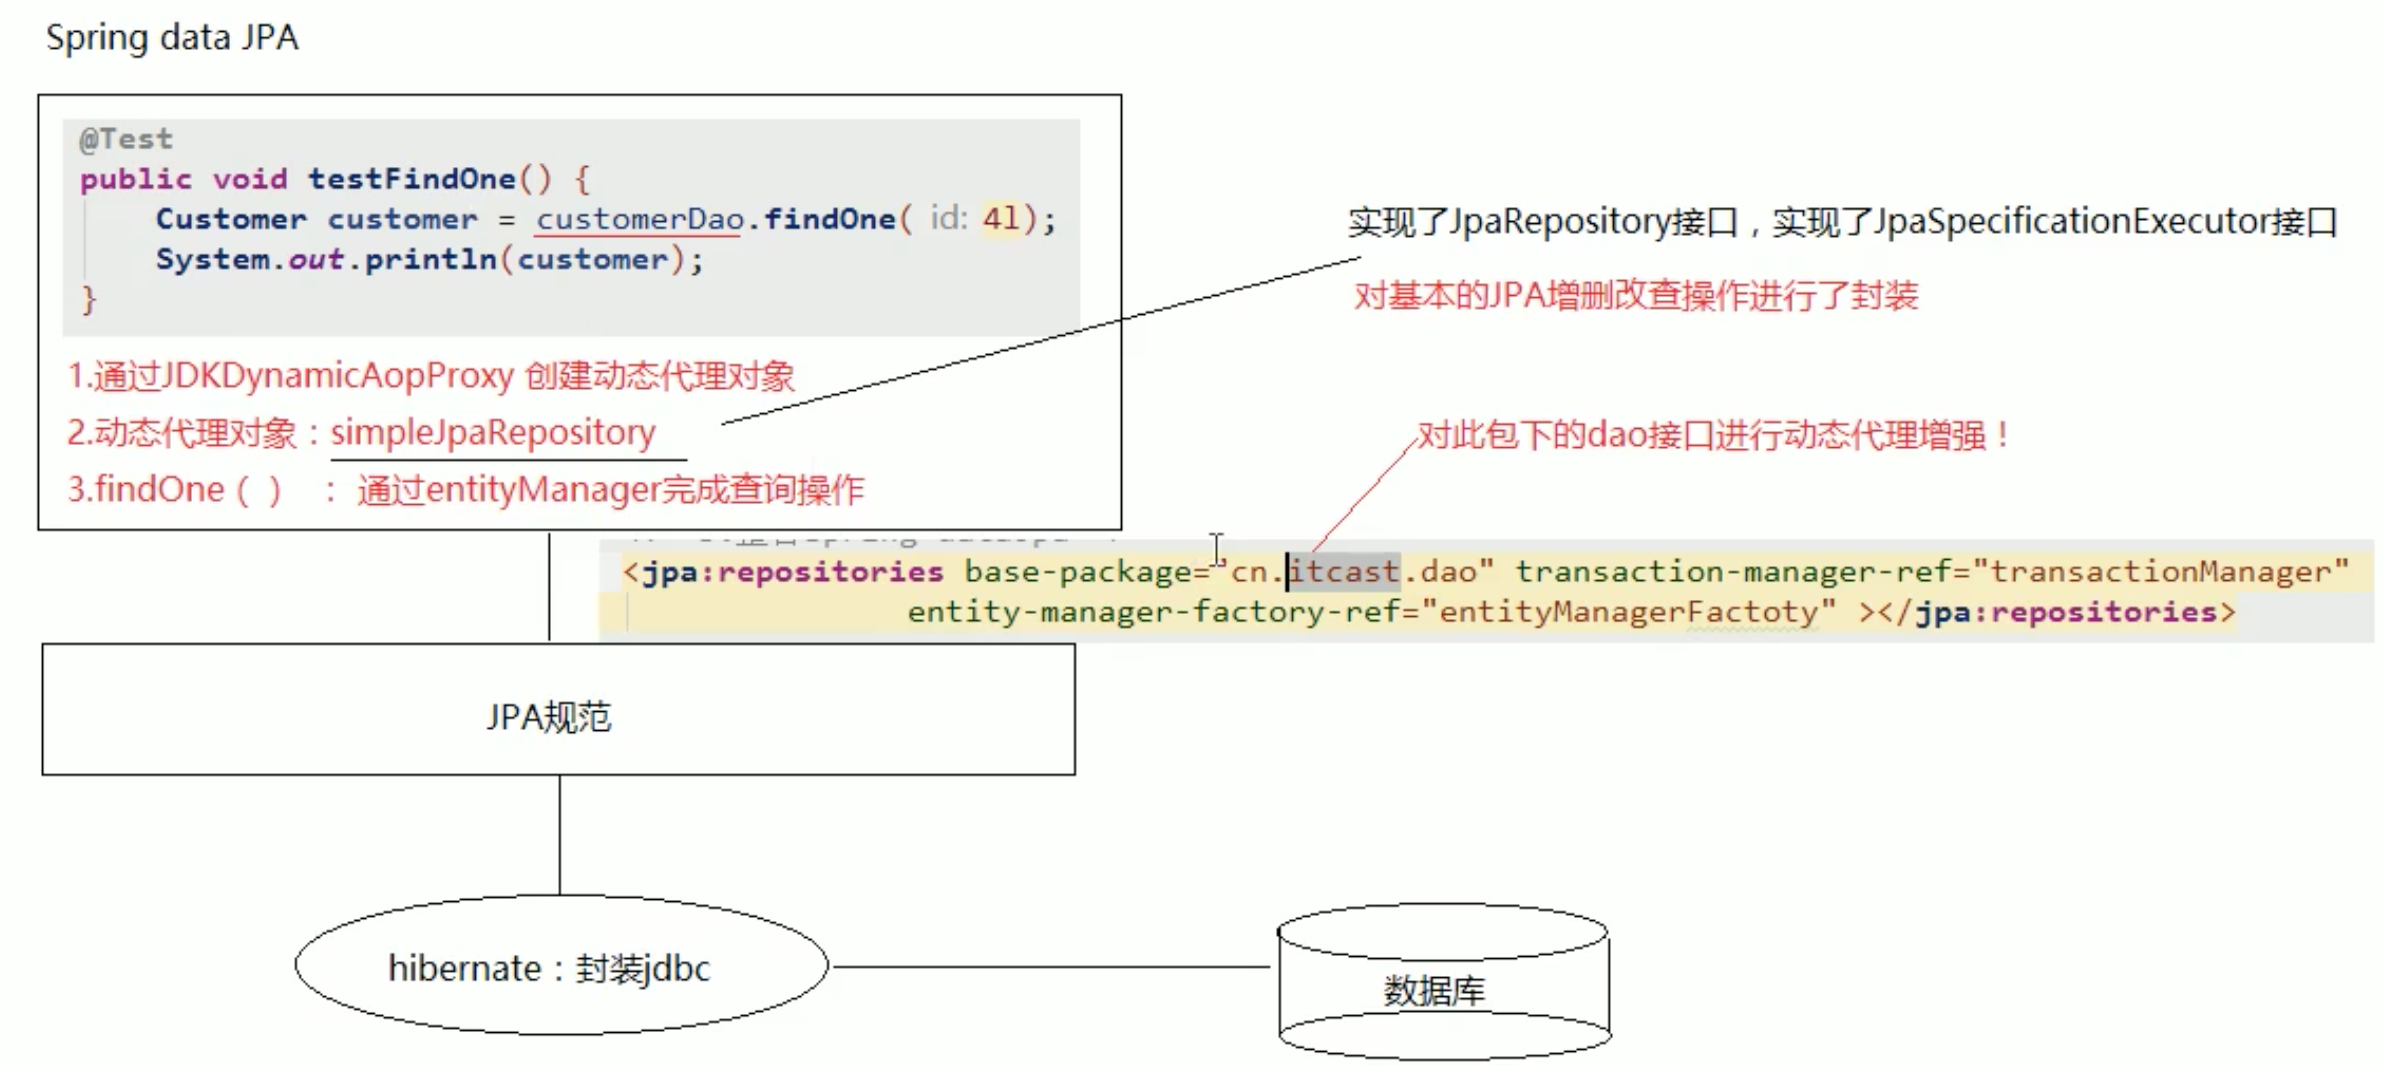 Spring data JPA
@Test
public void testFindOne() {
Customer customer = customerDao.findOne( id: 4l);
System.out.println(customer);
}
实现了JpaRepository接口，实现了JpaSpecificationExecutor接口
对基本的JPA增删改查操作进行了封装
1.通过JDKDynamicAopProxy 创建动态代理对象
2.动态代理对象：simpleJpaRepository
3.findOne（ ） ： 通过entityManager完成查询操作
对此包下的dao接口进行动态代理增强！
<jpa:repositories base-package="cn.itcast.dao" transaction-manager-ref="transactionManager"
entity-manager-factory-ref="entityManagerFactoty" ></jpa:repositories>
JPA规范
hibernate：封装jdbc
数据库